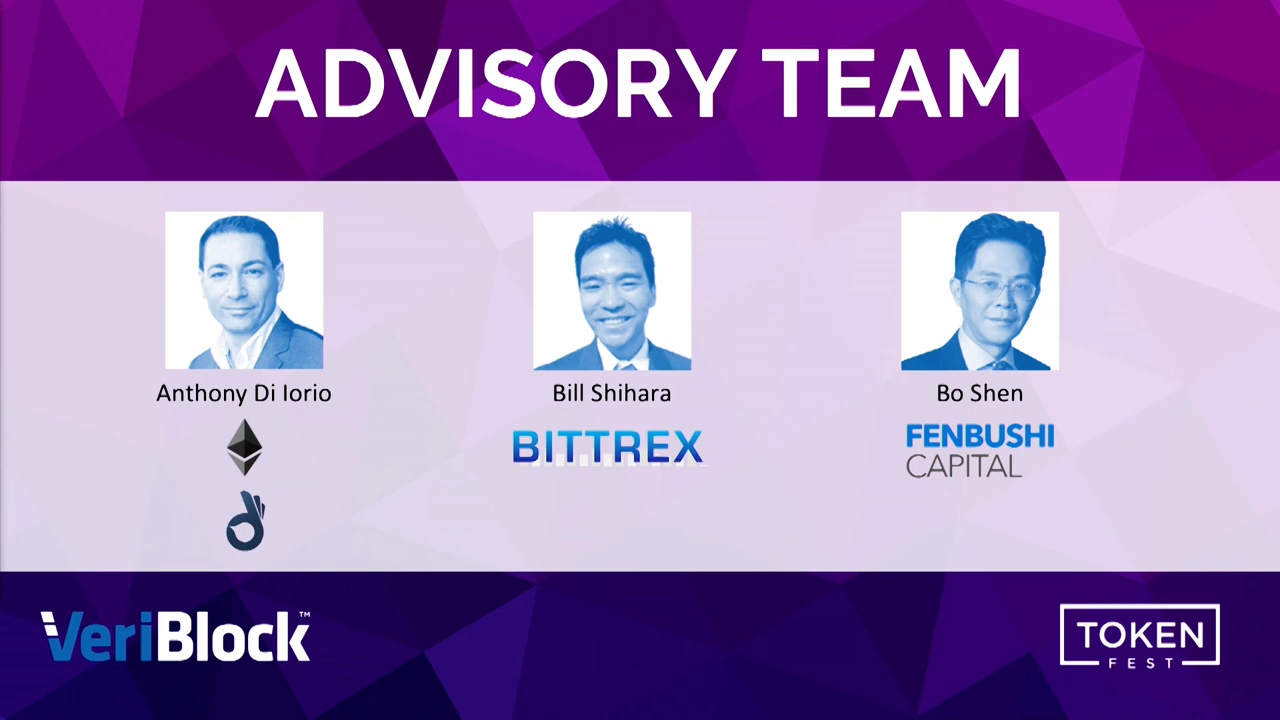 ADVISORY TEAM
Anthony Di Iorio
Bill Shihara
Bo Shen
BITTREX
FENBUSHI
CAPITAL
VeriBlock™
TOKEN
FEST